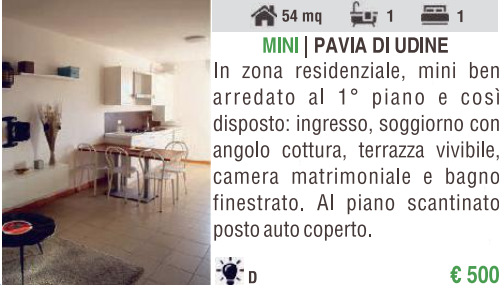 54 mq 1 1
MINI | PAVIA DI UDINE
In zona residenziale, mini ben
arredato al 1° piano e così
disposto: ingresso, soggiorno con
angolo cottura, terrazza vivibile,
camera matrimoniale e bagno
finestrato. Al piano scantinato
posto auto coperto.
D € 500